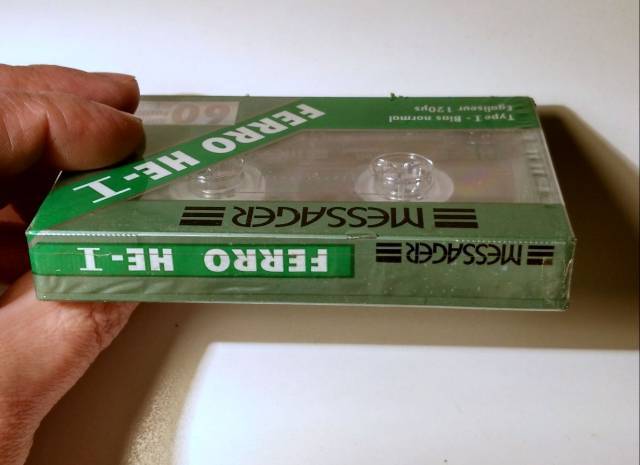 FERRO HE-I
MESSAGER
60
FERRO HE-I
MESSAGER
Type I - Bias normal
Egaliseur 120µs